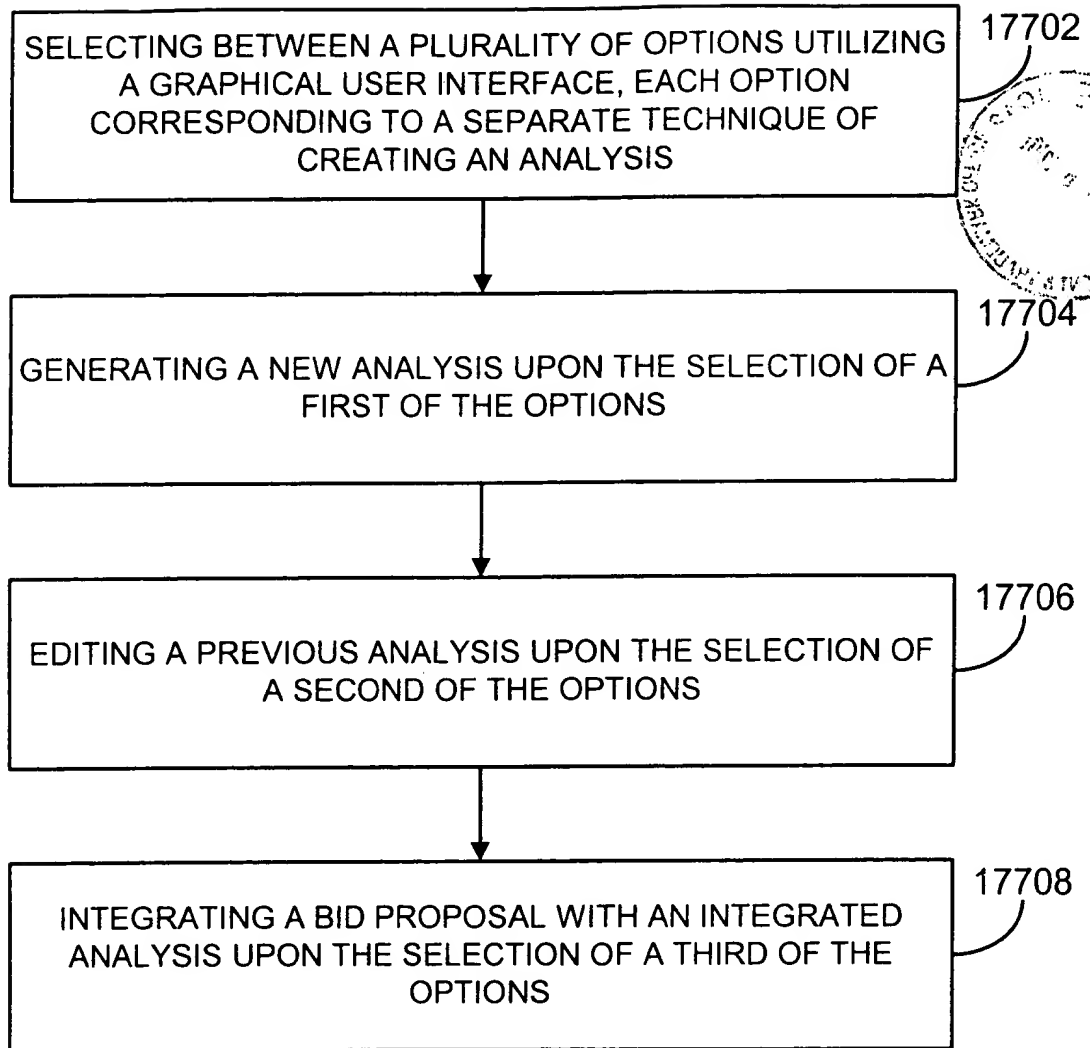 SELECTING BETWEEN A PLURALITY OF OPTIONS UTILIZING
A GRAPHICAL USER INTERFACE, EACH OPTION
CORRESPONDING TO A SEPARATE TECHNIQUE OF
CREATING AN ANALYSIS
17702
GENERATING A NEW ANALYSIS UPON THE SELECTION OF A
FIRST OF THE OPTIONS
17704
EDITING A PREVIOUS ANALYSIS UPON THE SELECTION OF
A SECOND OF THE OPTIONS
17706
INTEGRATING A BID PROPOSAL WITH AN INTEGRATED
ANALYSIS UPON THE SELECTION OF A THIRD OF THE
OPTIONS
17708